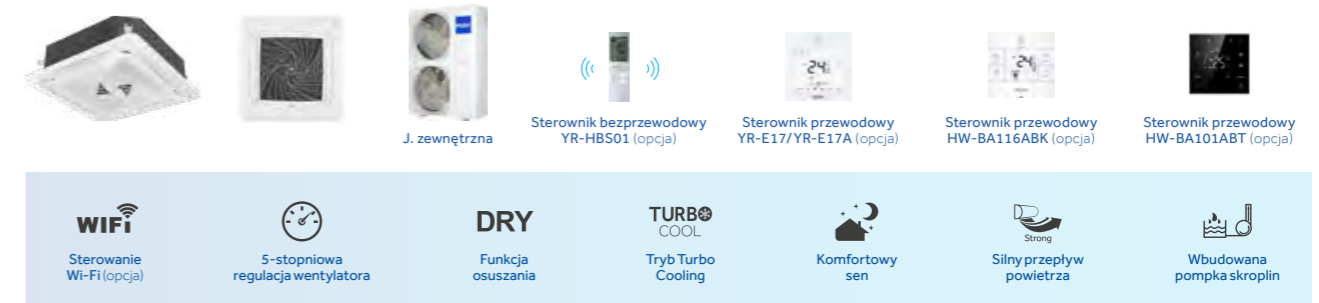 J. zewnętrzna
Sterownik bezprzewodowy
YR-HBS01 (opcja)
Sterownik przewodowy
YR-E17/YR-E17A (opcja)
Sterownik przewodowy
HW-BA116ABK (opcja)
Sterownik przewodowy
HW-BA101ABT (opcja)
WIFI
Sterowanie
Wi-Fi (opcja)
5-stopniowa
regulacja wentylatora
DRY
Funkcja
osuszania
TURBO
COOL
Tryb Turbo
Cooling
Komfortowy
sen
Strong
Silny przepływ
powietrza
Wbudowana
pompka skroplin